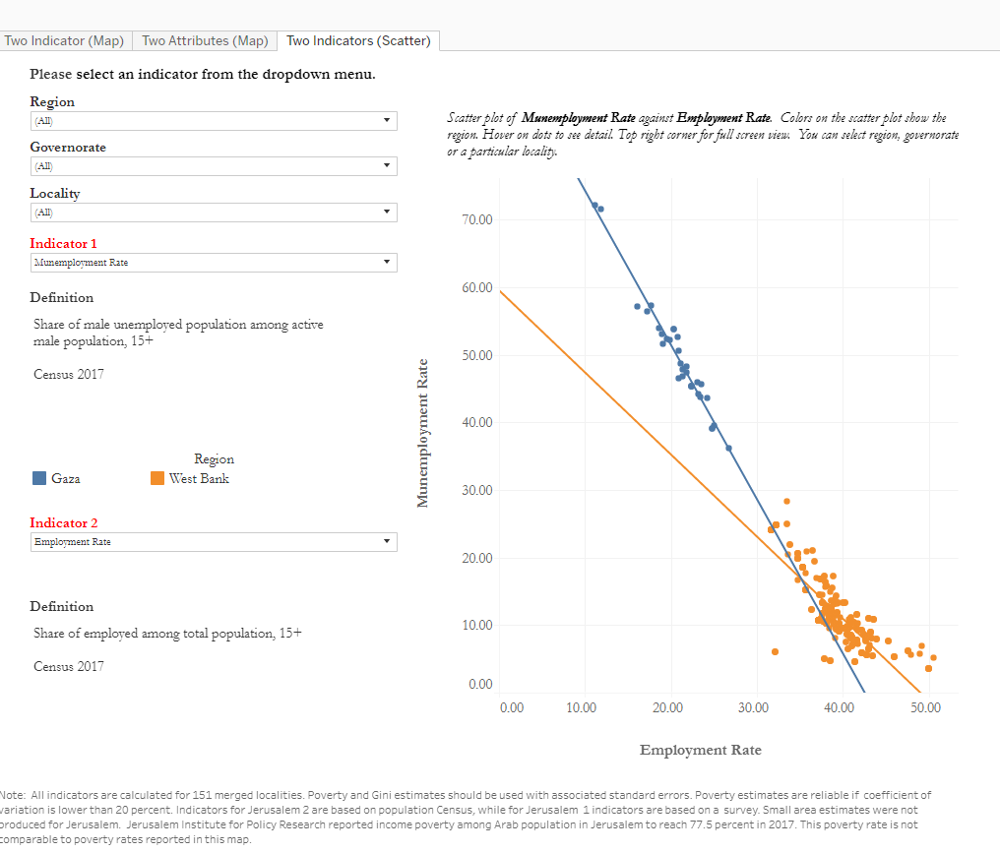 Two Indicator (Map)
Two Attributes (Map)
Two Indicators (Scatter)
Please select an indicator from the dropdown menu.
Region
(All)
Governorate
(All)
Locality
(All)
Indicator 1
Munemployment Rate
Definition
Share of male unemployed population among active
male population, 15+
Census 2017
Region
Gaza
West Bank
Indicator 2
Employment Rate
Definition
Share of employed among total population, 15+
Census 2017
Scatter plot of Munemployment Rate against Employment Rate. Colors on the scatter plot show the
region. Hover on dots to see detail. Top right corner for full screen view. You can select region, governorate
or a particular locality.
Munemployment Rate
70.00
60.00
50.00
40.00
30.00
20.00
10.00
0.00
0.00
10.00
20.00
30.00
40.00
50.00
Employment Rate
Note: All indicators are calculated for 151 merged localities. Poverty and Gini estimates should be used with associated standard errors. Poverty estimates are reliable if coefficient of
variation is lower than 20 percent. Indicators for Jerusalem 2 are based on population Census, while for Jerusalem 1 indicators are based on a survey. Small area estimates were not
produced for Jerusalem. Jerusalem Institute for Policy Research reported income poverty among Arab population in Jerusalem to reach 77.5 percent in 2017. This poverty rate is not
comparable to poverty rates reported in this map.